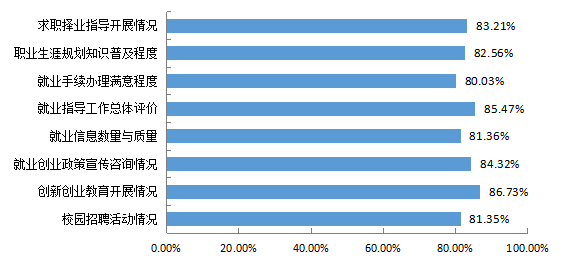 求职择业指导开展情况 83.21%
职业生涯规划知识普及程度 82.56%
就业手续办理满意程度 80.03%
就业指导工作总体评价 85.47%
就业信息数量与质量 81.36%
就业创业政策宣传咨询情况 84.32%
创新创业教育开展情况 86.73%
校园招聘活动情况 81.35%
0.00% 20.00% 40.00% 60.00% 80.00% 100.00%